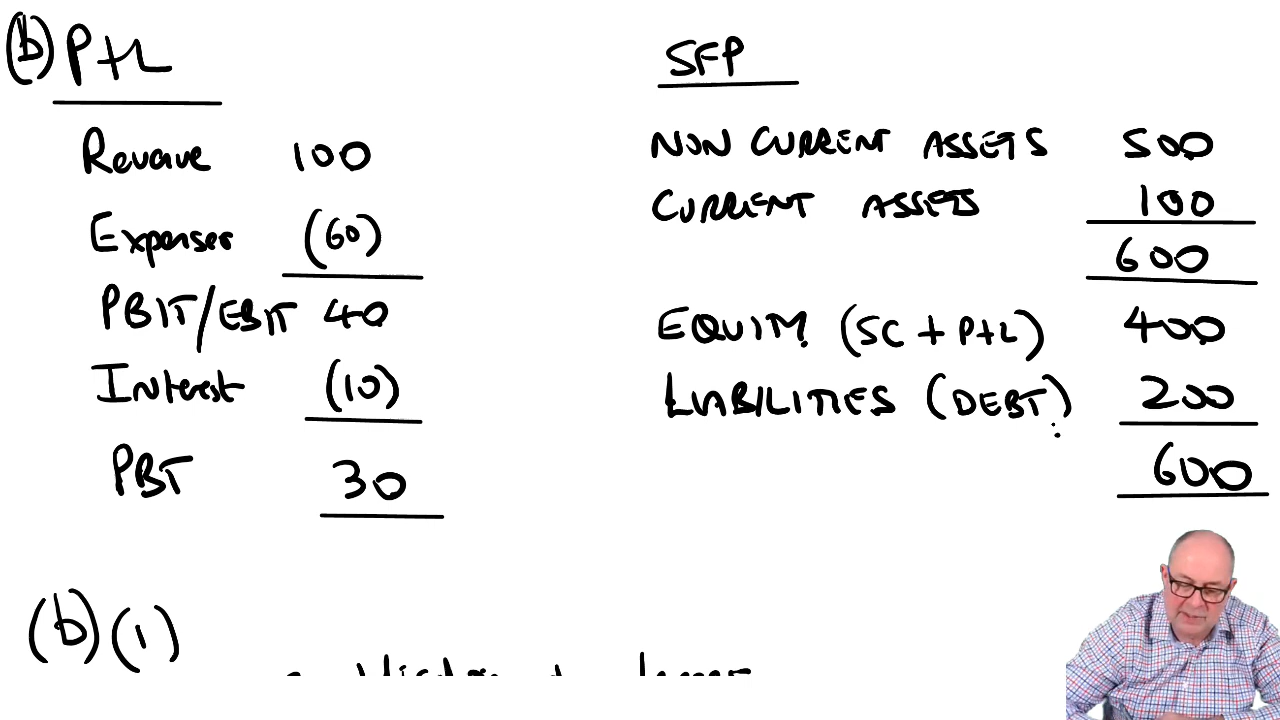 (b) P+L
Revenue 100
Expenses (60)
PBIT/EBIT 40
Interest (10)
PBT 30
SFP
NON CURRENT ASSETS 500
CURRENT ASSETS 100
600
EQUITY (SC + P+L) 400
LIABILITIES (DEBT) 200
600
(b) (1)